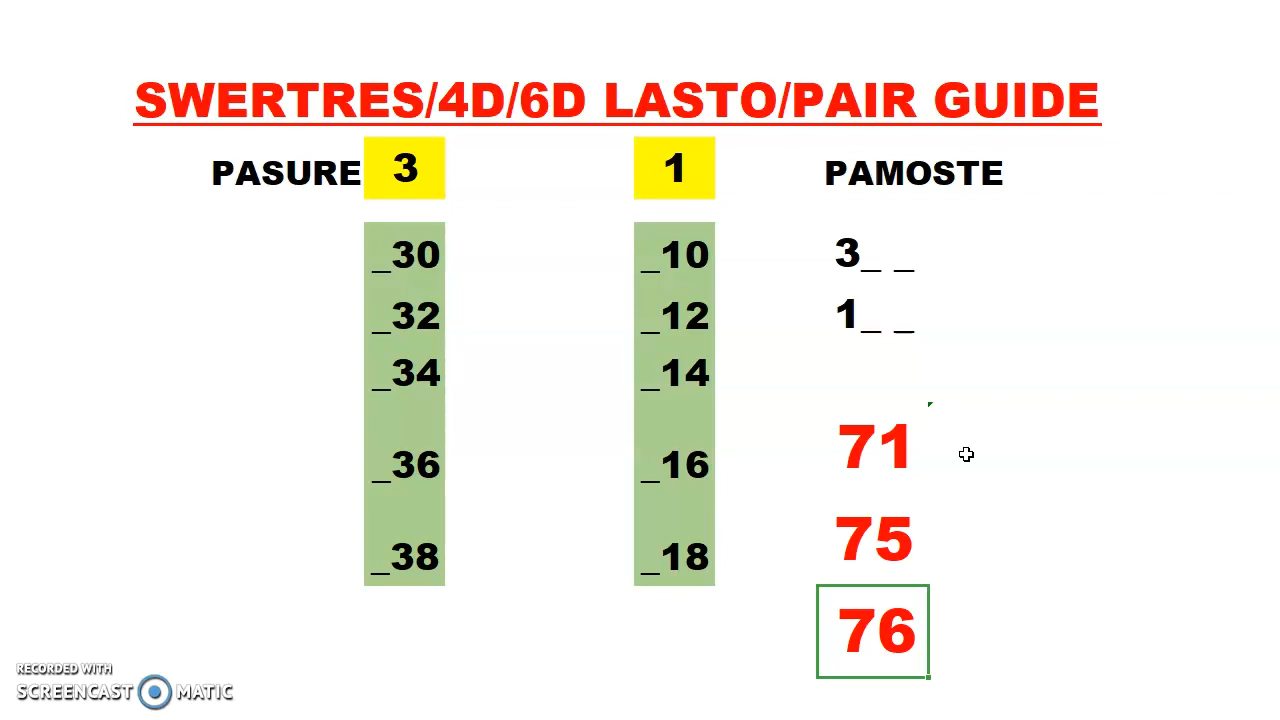 SWERTRES/4D/6D LASTO/PAIR GUIDE
PASURE 3 1 PAMOSTE
_30 _10 3_ _
_32 _12 1_ _
_34 _14
71
_36 _16
75
_38 _18
76
RECORDED WITH
SCREENCAST MATIC